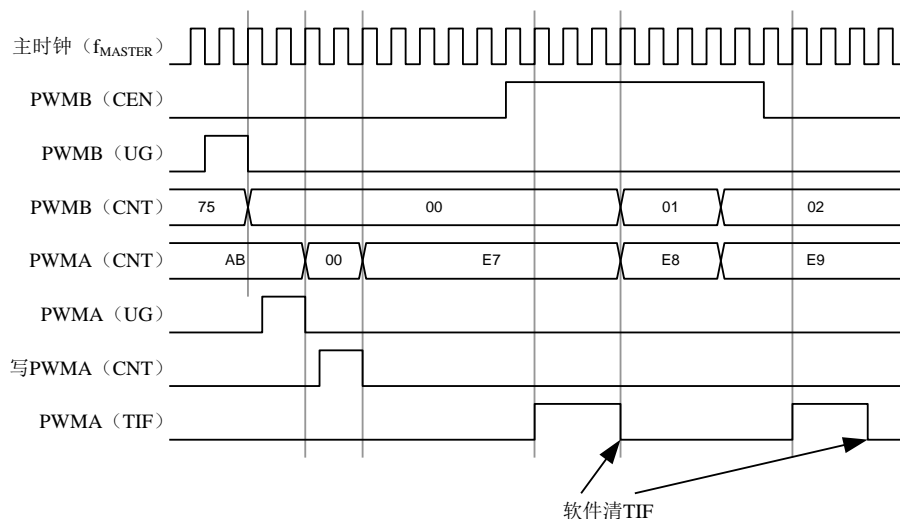 主时钟（fMASTER）
PWMB（CEN）
PWMB（UG）
PWMB（CNT） 75 00 01 02
PWMA（CNT） AB 00 E7 E8 E9
PWMA（UG）
写PWMA（CNT）
PWMA（TIF）
软件清TIF